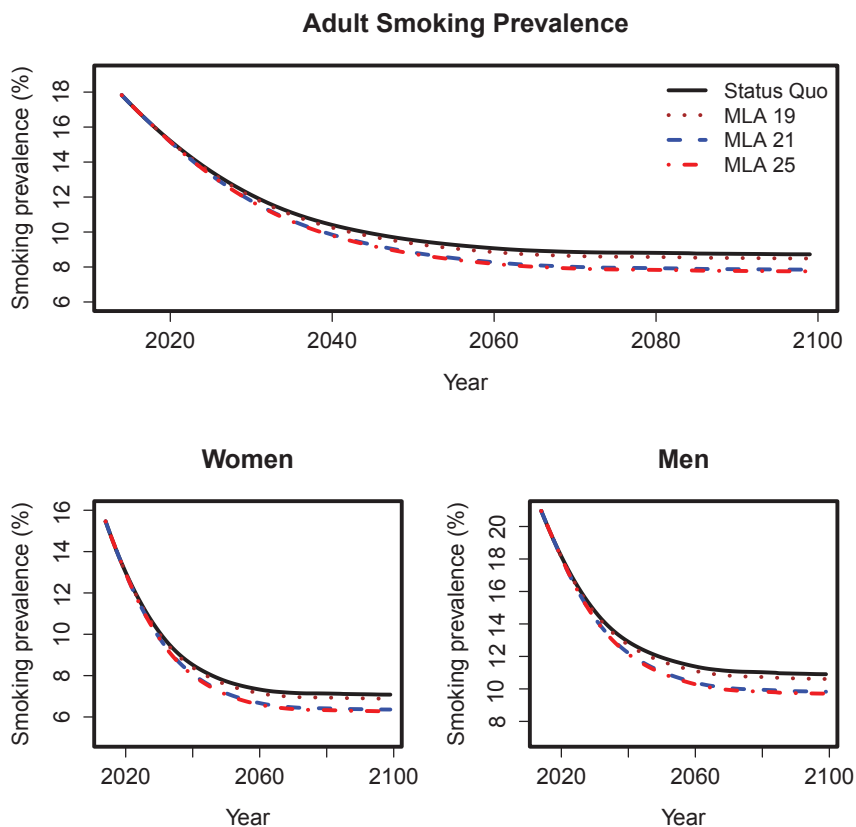 Adult Smoking Prevalence
Smoking prevalence (%)
18
16
14
12
10
8
6
Status Quo
MLA 19
MLA 21
MLA 25
2020 2040 2060 2080 2100
Year
Women
Smoking prevalence (%)
16
14
12
10
8
6
2020 2060 2100
Year
Men
Smoking prevalence (%)
20
18
16
14
12
10
8
2020 2060 2100
Year